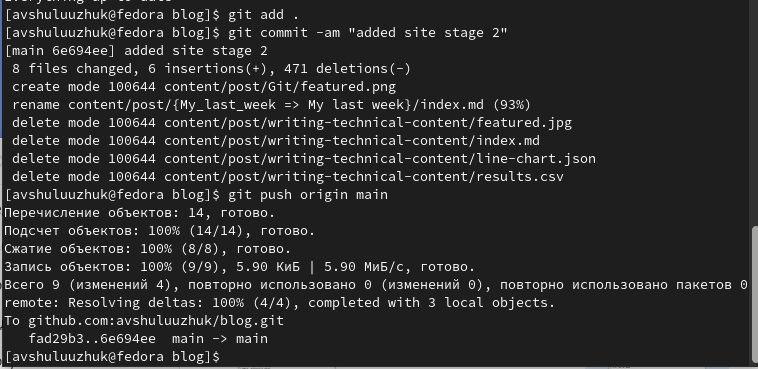 [avshuluuzhuk@fedora blog]$ git add .
[avshuluuzhuk@fedora blog]$ git commit -am "added site stage 2"
[main 6e694ee] added site stage 2
 8 files changed, 6 insertions(+), 471 deletions(-)
 create mode 100644 content/post/Git/featured.png
 rename content/post/{My_last_week => My last week}/index.md (93%)
 delete mode 100644 content/post/writing-technical-content/featured.jpg
 delete mode 100644 content/post/writing-technical-content/index.md
 delete mode 100644 content/post/writing-technical-content/line-chart.json
 delete mode 100644 content/post/writing-technical-content/results.csv
[avshuluuzhuk@fedora blog]$ git push origin main
Перечисление объектов: 14, готово.
Подсчет объектов: 100% (14/14), готово.
Сжатие объектов: 100% (8/8), готово.
Запись объектов: 100% (9/9), 5.90 КиБ | 5.90 МиБ/с, готово.
Всего 9 (изменений 4), повторно использовано 0 (изменений 0), повторно использовано пакетов 0
remote: Resolving deltas: 100% (4/4), completed with 3 local objects.
To github.com:avshuluuzhuk/blog.git
   fad29b3..6e694ee  main -> main
[avshuluuzhuk@fedora blog]$